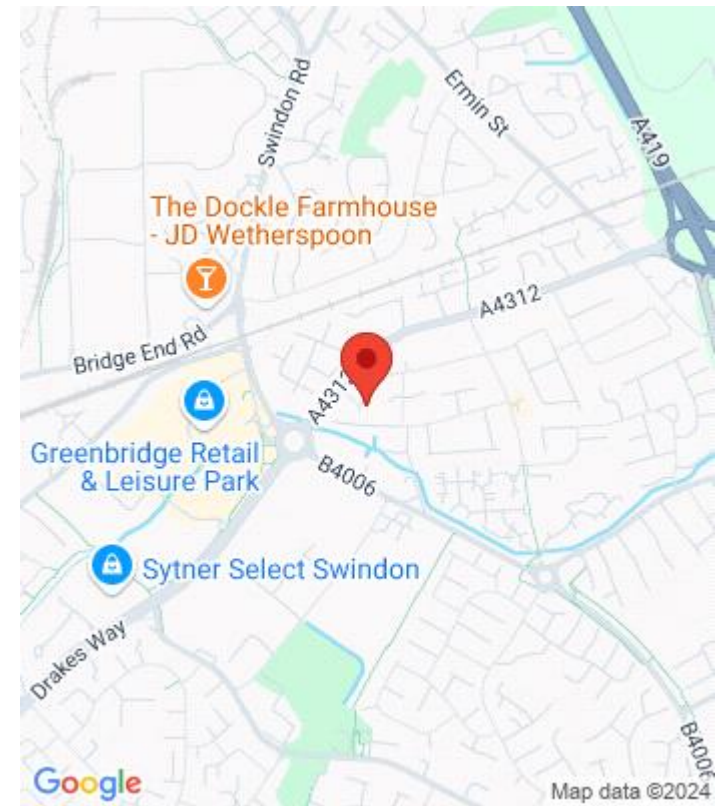 Swindon Rd
Ermin St
A419
The Dockle Farmhouse
- JD Wetherspoon
A4312
Bridge End Rd
A4312
Greenbridge Retail
& Leisure Park
B4006
Sytner Select Swindon
Drakes Way
B4006
Google
Map data ©2024